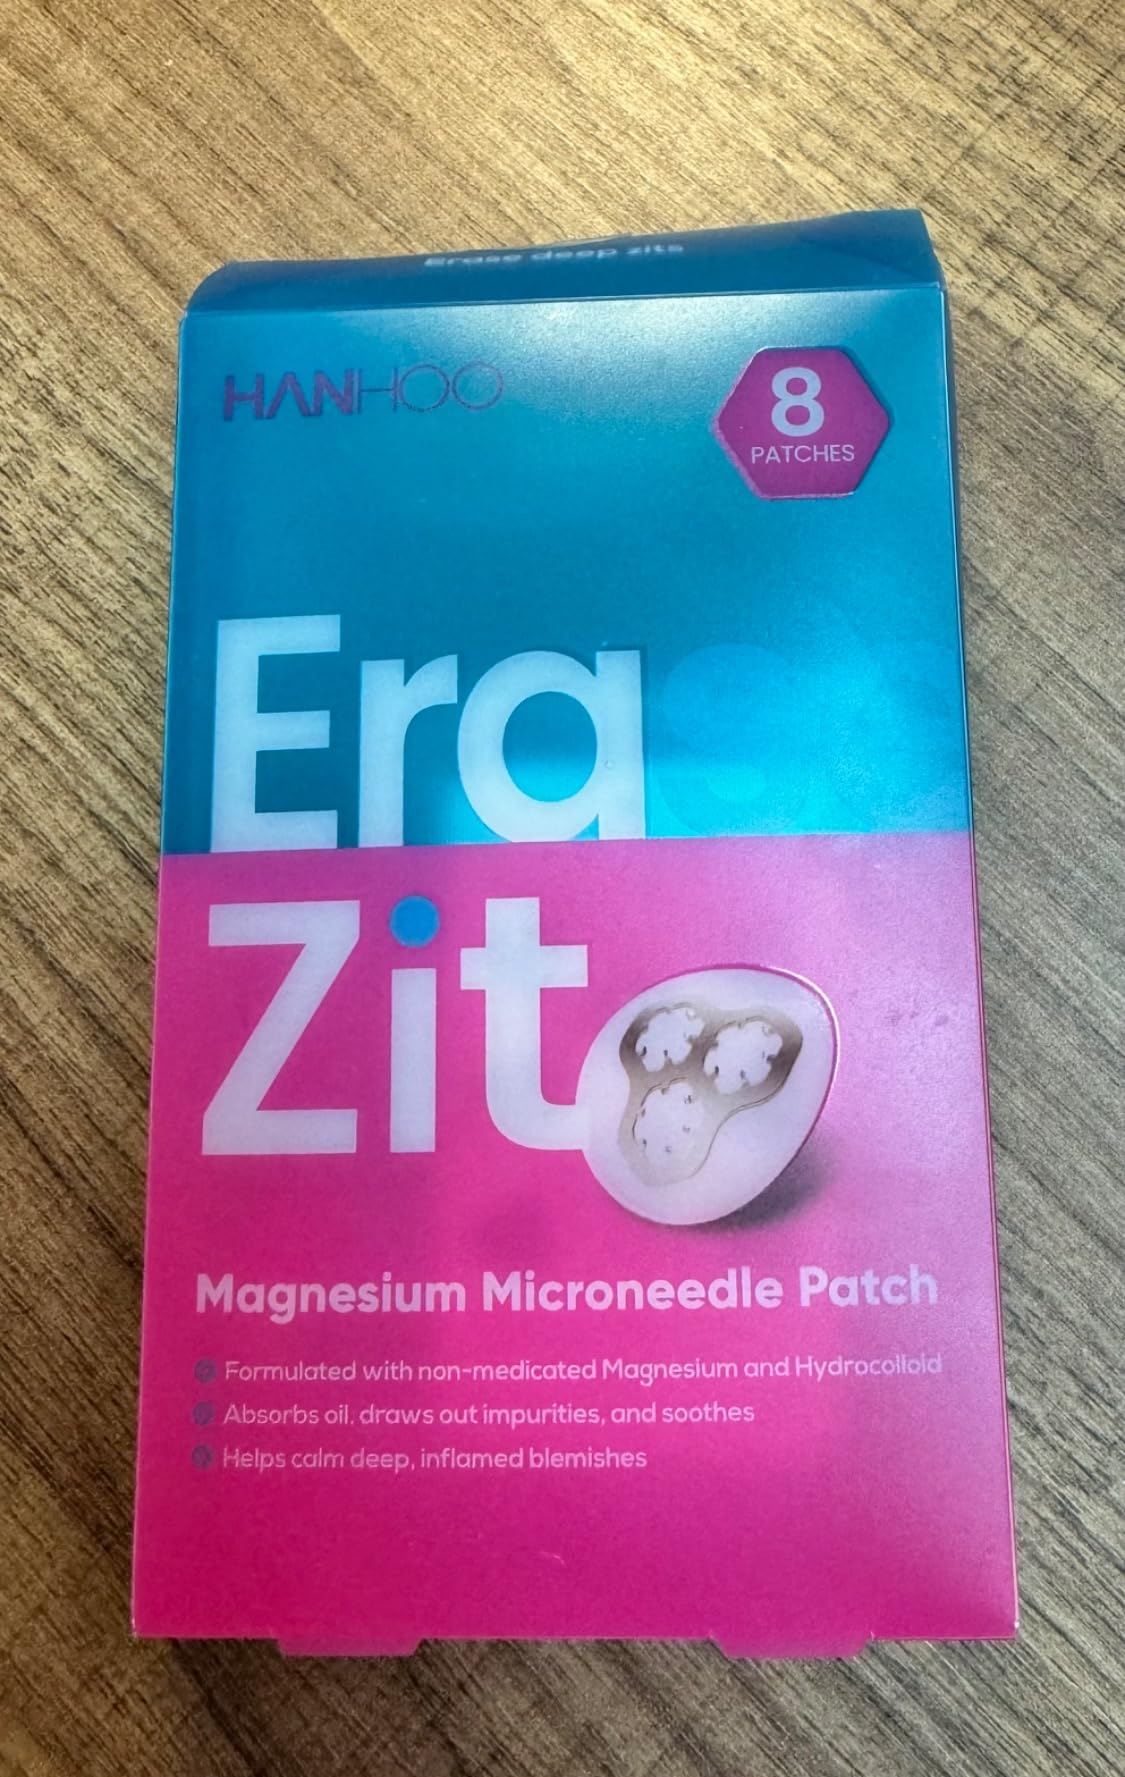 Erase deep zits
HANHOO
8
PATCHES
Erase
Zit
Magnesium Microneedle Patch
Formulated with non-medicated Magnesium and Hydrocolloid
Absorbs oil, draws out impurities, and soothes
Helps calm deep, inflamed blemishes